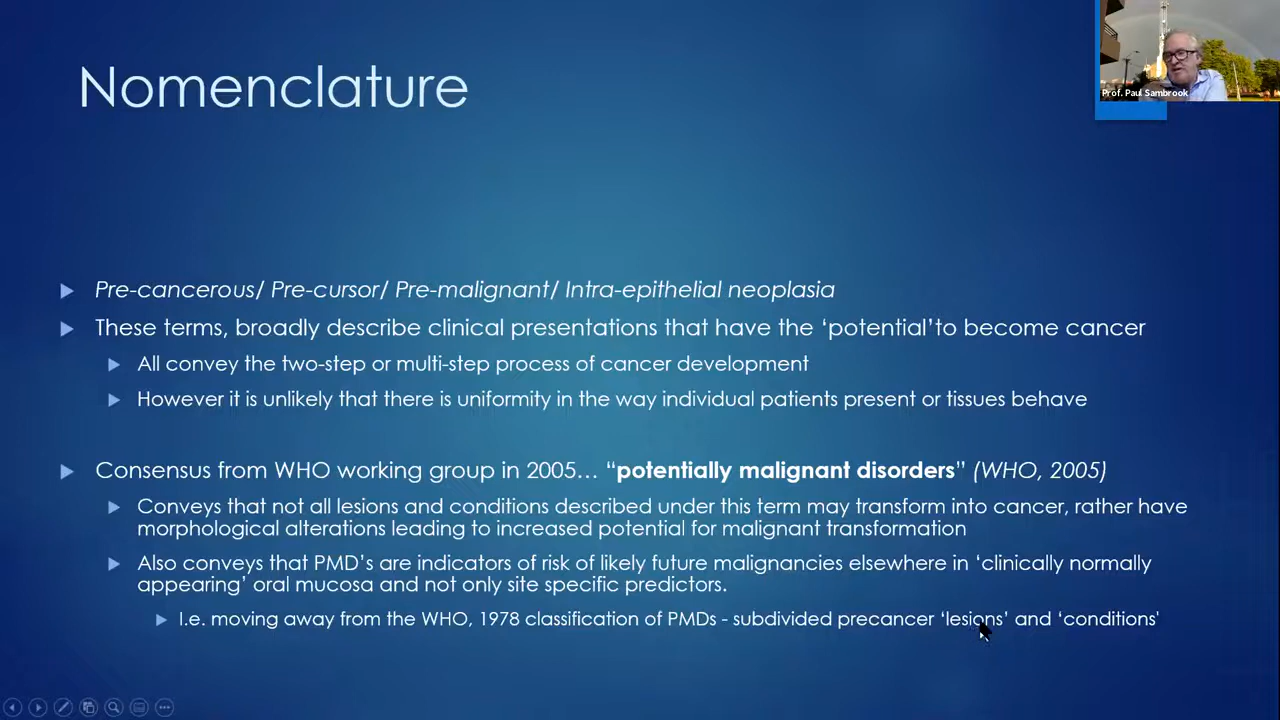 Nomenclature
Prof. Paul Sambrook
Pre-cancerous/ Pre-cursor/ Pre-malignant/ Intra-epithelial neoplasia
These terms, broadly describe clinical presentations that have the ‘potential’to become cancer
All convey the two-step or multi-step process of cancer development
However it is unlikely that there is uniformity in the way individual patients present or tissues behave
Consensus from WHO working group in 2005… “potentially malignant disorders” (WHO, 2005)
Conveys that not all lesions and conditions described under this term may transform into cancer, rather have
morphological alterations leading to increased potential for malignant transformation
Also conveys that PMD’s are indicators of risk of likely future malignancies elsewhere in ‘clinically normally
appearing’ oral mucosa and not only site specific predictors.
I.e. moving away from the WHO, 1978 classification of PMDs - subdivided precancer ‘lesions’ and ‘conditions'